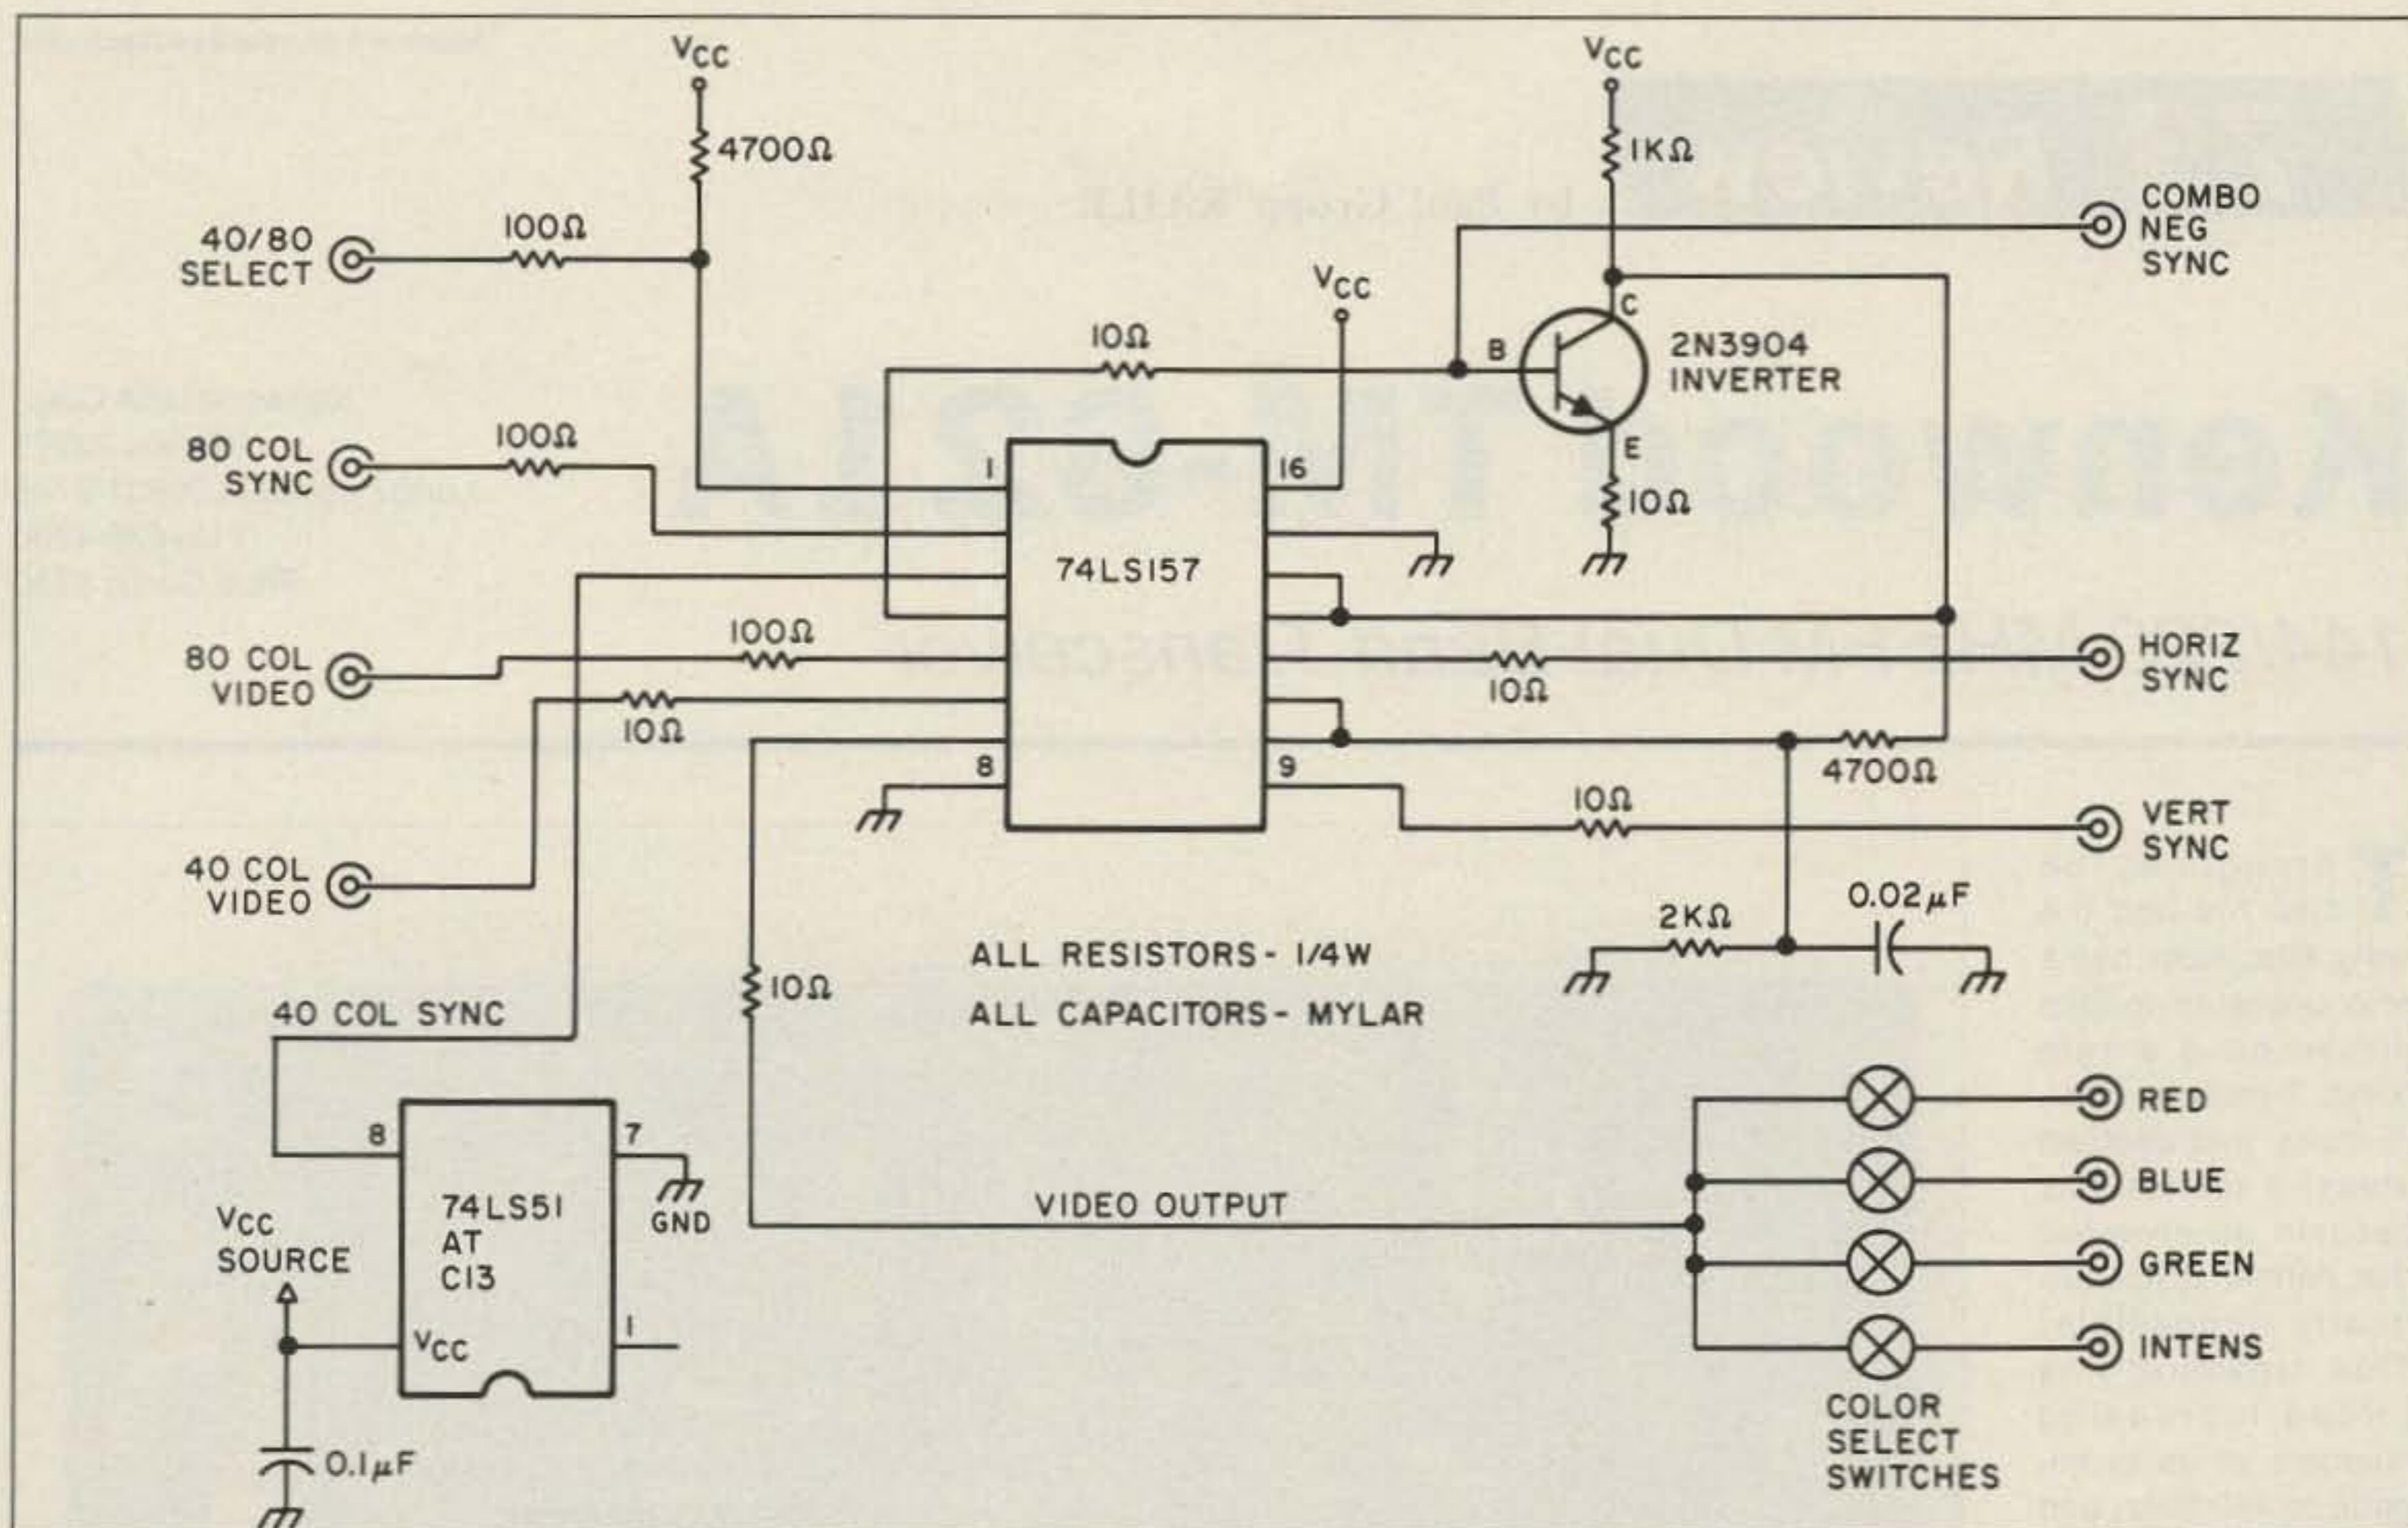 VCC
4700Ω
40/80
SELECT
100Ω
VCC
1KΩ
COMBO
NEG
SYNC
C
B
E
2N3904
INVERTER
10Ω
VCC
10Ω
80 COL
SYNC
100Ω
1
16
74LS157
8
9
80 COL
VIDEO
100Ω
10Ω
40 COL
VIDEO
10Ω
HORIZ
SYNC
4700Ω
10Ω
VERT
SYNC
2KΩ
0.02µF
ALL RESISTORS- 1/4W
ALL CAPACITORS- MYLAR
10Ω
40 COL SYNC
8
7
74LS51
AT
C13
GND
VCC
SOURCE
VCC
1
0.1µF
VIDEO OUTPUT
RED
BLUE
GREEN
INTENS
COLOR
SELECT
SWITCHES